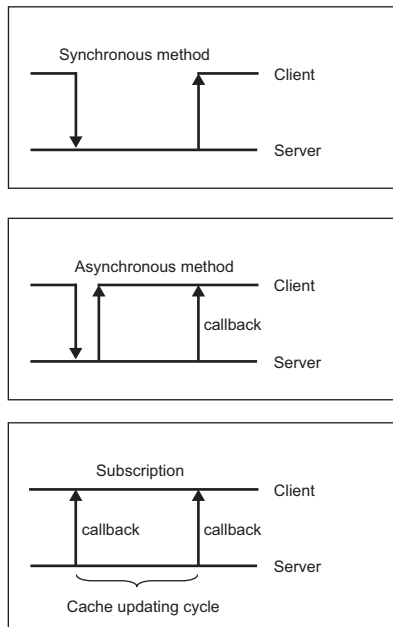 Synchronous method
Client
Server
Asynchronous method
Client
callback
Server
Subscription
Client
callback callback
Server
Cache updating cycle